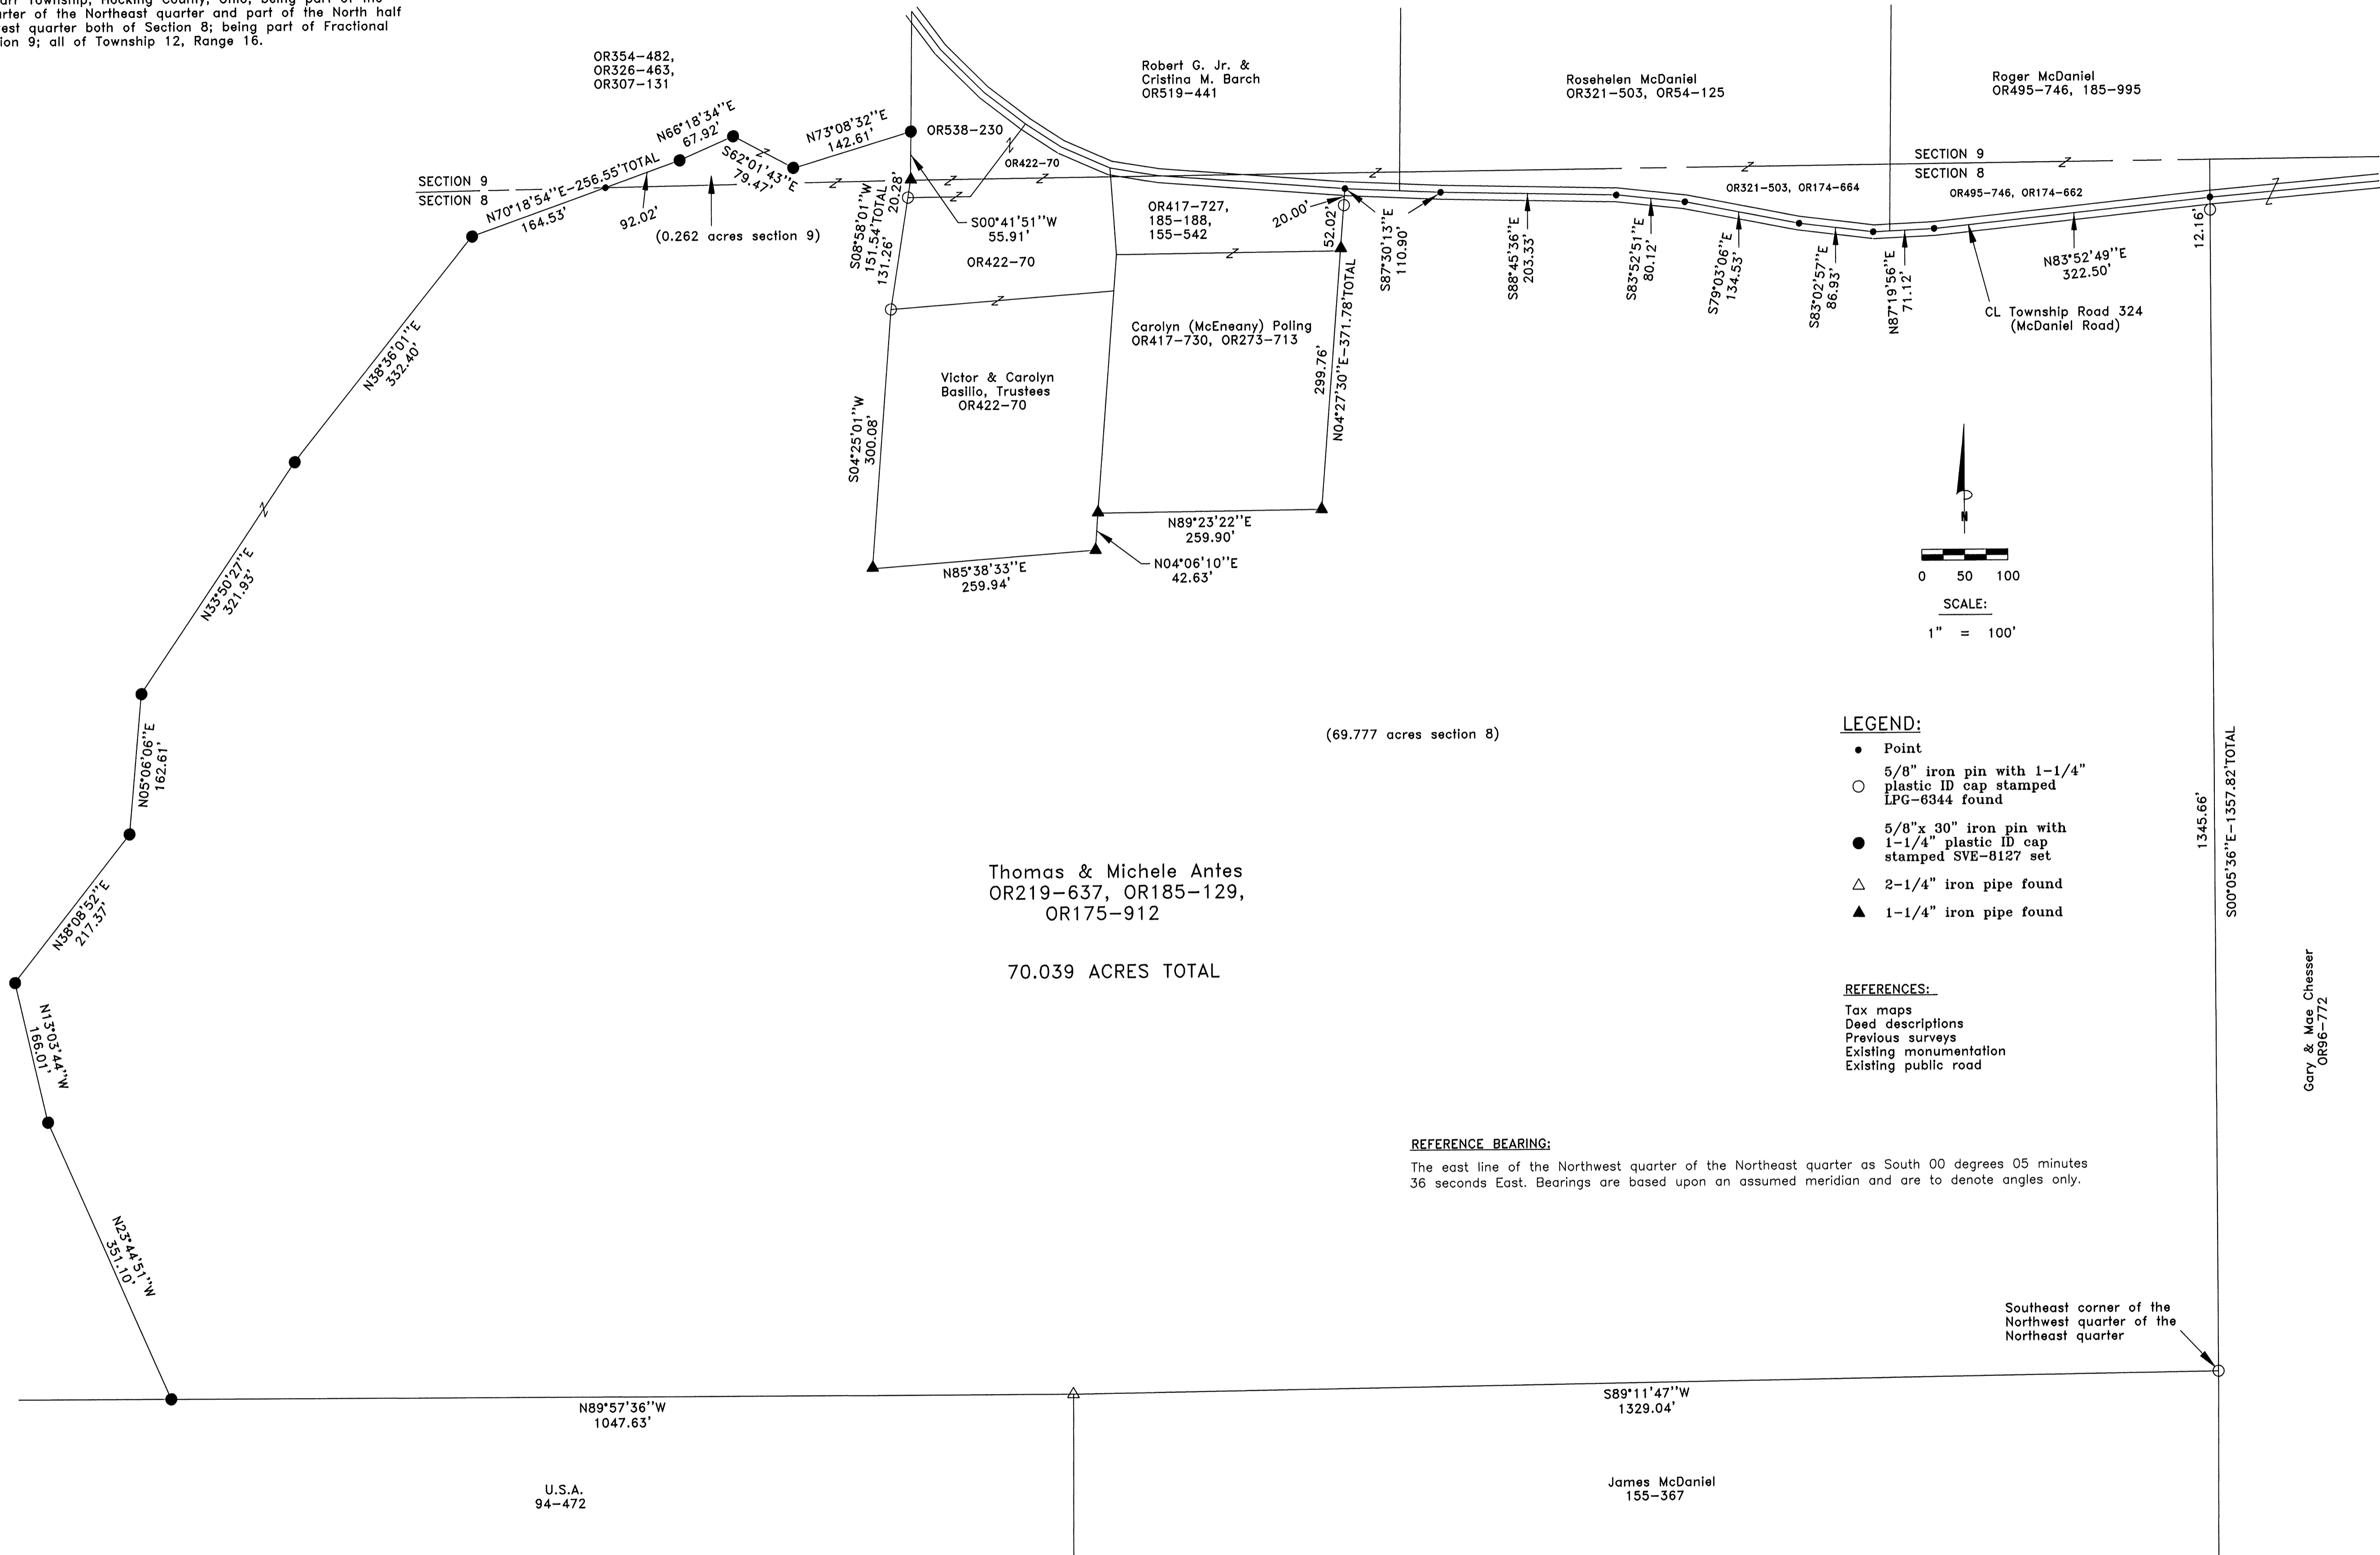 Township, Hocking County, Ohio, being part of the
of the Northeast quarter and part of the North half
quarter both of Section 8; being part of Fractional
9; all of Township 12, Range 16.
OR354-482,
OR326-463,
OR307-131
Robert G. Jr. &
Cristina M. Barch
OR519-441
Rosehelen McDaniel
OR321-503, OR54-125
Roger McDaniel
OR495-746, 185-995
N66°18'34''E
67.92'
N73°08'32''E
142.61'
OR538-230
S62°01'43''E
79.47'
OR422-70
SECTION 9
SECTION 8
SECTION 9
SECTION 8
N70°18'54''E-256.55'TOTAL
164.53'
92.02'
(0.262 acres section 9)
S08°58'01''W
151.54'TOTAL
131.26'
20.28'
S00°41'51''W
55.91'
OR422-70
OR417-727,
185-188,
155-542
20.00'
52.02'
S87°30'13''E
110.90'
S88°45'36''E
203.33'
S83°52'51''E
80.12'
OR321-503, OR174-664
S79°03'06''E
134.53'
S83°02'57''E
86.93'
N87°19'56''E
71.12'
OR495-746, OR174-662
N83°52'49''E
322.50'
12.16'
CL Township Road 324
(McDaniel Road)
N38°36'01''E
332.40'
Carolyn (McEneany) Poling
OR417-730, OR273-713
299.76'
N04°27'30''E-371.78'TOTAL
Victor & Carolyn
Basilio, Trustees
OR422-70
S04°25'01''W
300.08'
N89°23'22''E
259.90'
N04°06'10''E
42.63'
N85°38'33''E
259.94'
N
0 50 100
SCALE:
1" = 100'
N33°50'27''E
321.93'
N05°06'06''E
162.61'
(69.777 acres section 8)
LEGEND:
Point
5/8" iron pin with 1-1/4"
plastic ID cap stamped
LPG-6344 found
5/8"x 30" iron pin with
1-1/4" plastic ID cap
stamped SVE-8127 set
2-1/4" iron pipe found
1-1/4" iron pipe found
1345.66'
S00°05'36''E-1357.82'TOTAL
Thomas & Michele Antes
OR219-637, OR185-129,
OR175-912
70.039 ACRES TOTAL
N38°08'52''E
217.37'
N13°03'44''W
166.01'
REFERENCES:
Tax maps
Deed descriptions
Previous surveys
Existing monumentation
Existing public road
Gary & Mae Chesser
OR96-772
REFERENCE BEARING:
The east line of the Northwest quarter of the Northeast quarter as South 00 degrees 05 minutes
36 seconds East. Bearings are based upon an assumed meridian and are to denote angles only.
N23°44'51''W
351.10'
Southeast corner of the
Northwest quarter of the
Northeast quarter
N89°57'36''W
1047.63'
S89°11'47''W
1329.04'
U.S.A.
94-472
James McDaniel
155-367